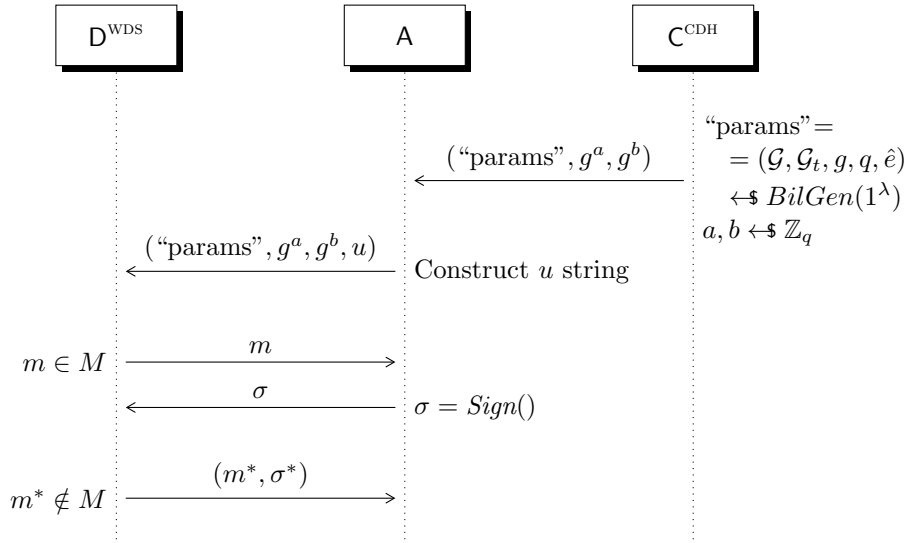 D^WDS A C^CDH
“params”=
(“params”, g^a, g^b)
= (𝒢, 𝒢_t, g, q, ê)
←$ BilGen(1^λ)
a, b ←$ ℤ_q
(“params”, g^a, g^b, u)
Construct u string
m ∈ M
m
σ
σ = Sign()
(m*, σ*)
m* ∉ M